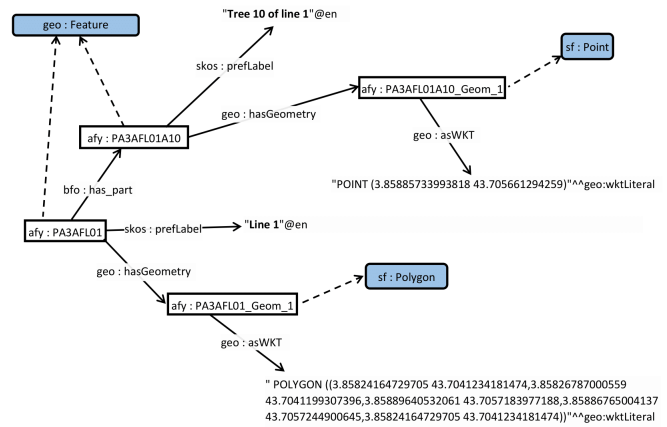 "Tree 10 of line 1"@en
geo : Feature
sf : Point
skos : prefLabel
afy : PA3AFL01A10_Geom_1
geo : hasGeometry
afy : PA3AFL01A10
geo : asWKT
"POINT (3.85885733993818 43.705661294259)"^^geo:wktLiteral
bfo : has_part
afy : PA3AFL01
skos : prefLabel
"Line 1"@en
geo : hasGeometry
sf : Polygon
afy : PA3AFL01_Geom_1
geo : asWKT
" POLYGON ((3.85824164729705 43.7041234181474,3.85826787000559
43.7041199307396,3.85889640532061 43.7057183977188,3.85886765004137
43.7057244900645,3.85824164729705 43.7041234181474))"^^geo:wktLiteral